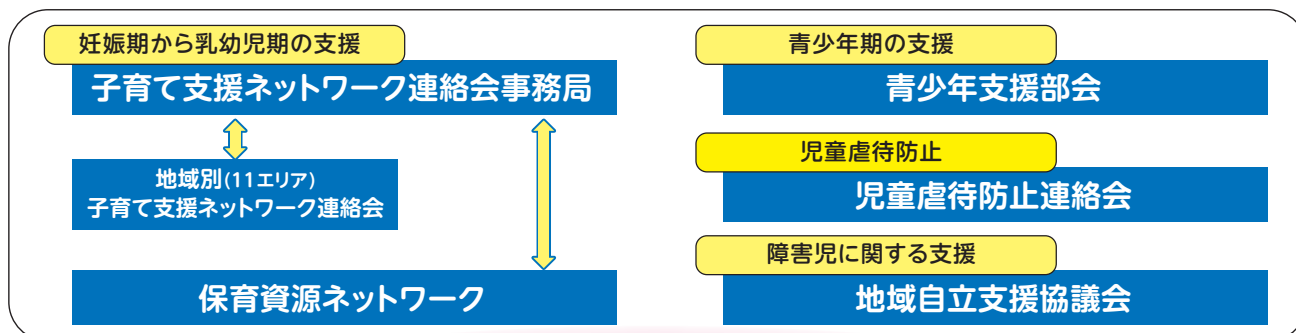 妊娠期から乳幼児期の支援
子育て支援ネットワーク連絡会事務局
地域別(11エリア)
子育て支援ネットワーク連絡会
保育資源ネットワーク
青少年期の支援
青少年支援部会
児童虐待防止
児童虐待防止連絡会
障害児に関する支援
地域自立支援協議会